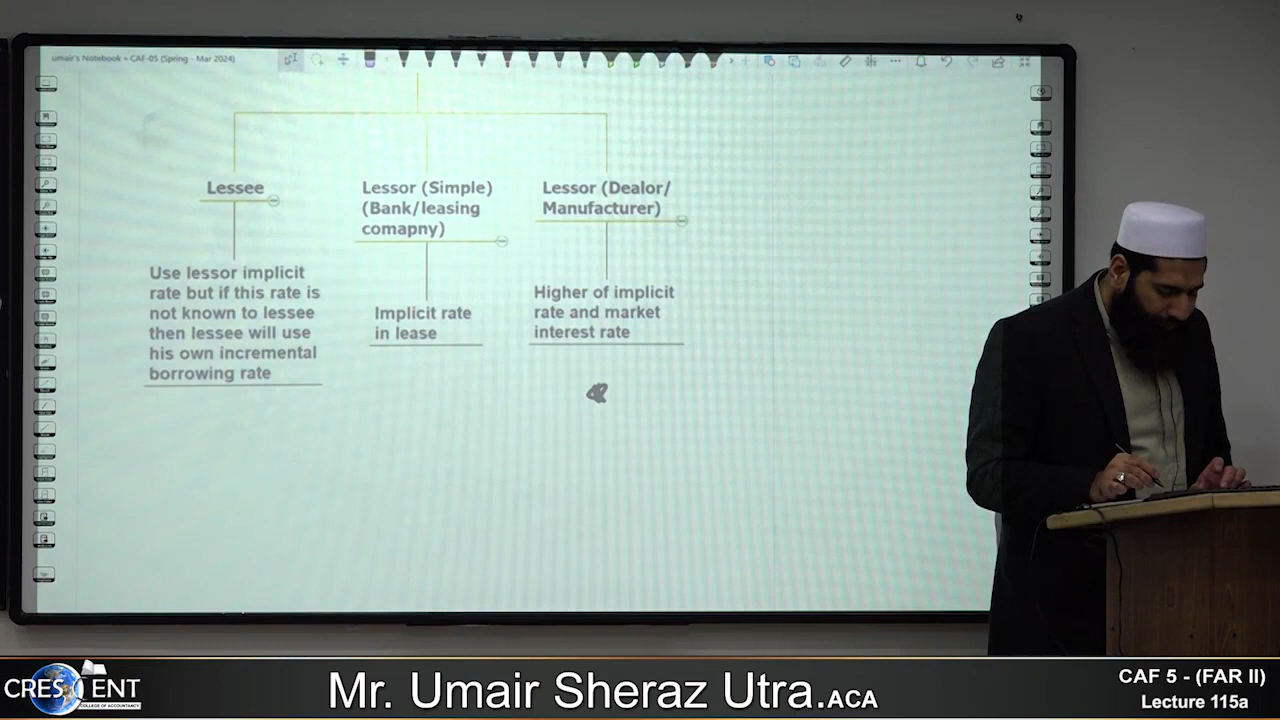 umair's Notebook » CAF-05 (Spring - Mar 2024)
Lessee
Lessor (Simple)
(Bank/leasing
comapny)
Lessor (Dealor/
Manufacturer)
Use lessor implicit
rate but if this rate is
not known to lessee
then lessee will use
his own incremental
borrowing rate
Implicit rate
in lease
Higher of implicit
rate and market
interest rate
CRESCENT
COLLEGE OF ACCOUNTANCY
Mr. Umair Sheraz Utra.ACA
CAF 5 - (FAR II)
Lecture 115a